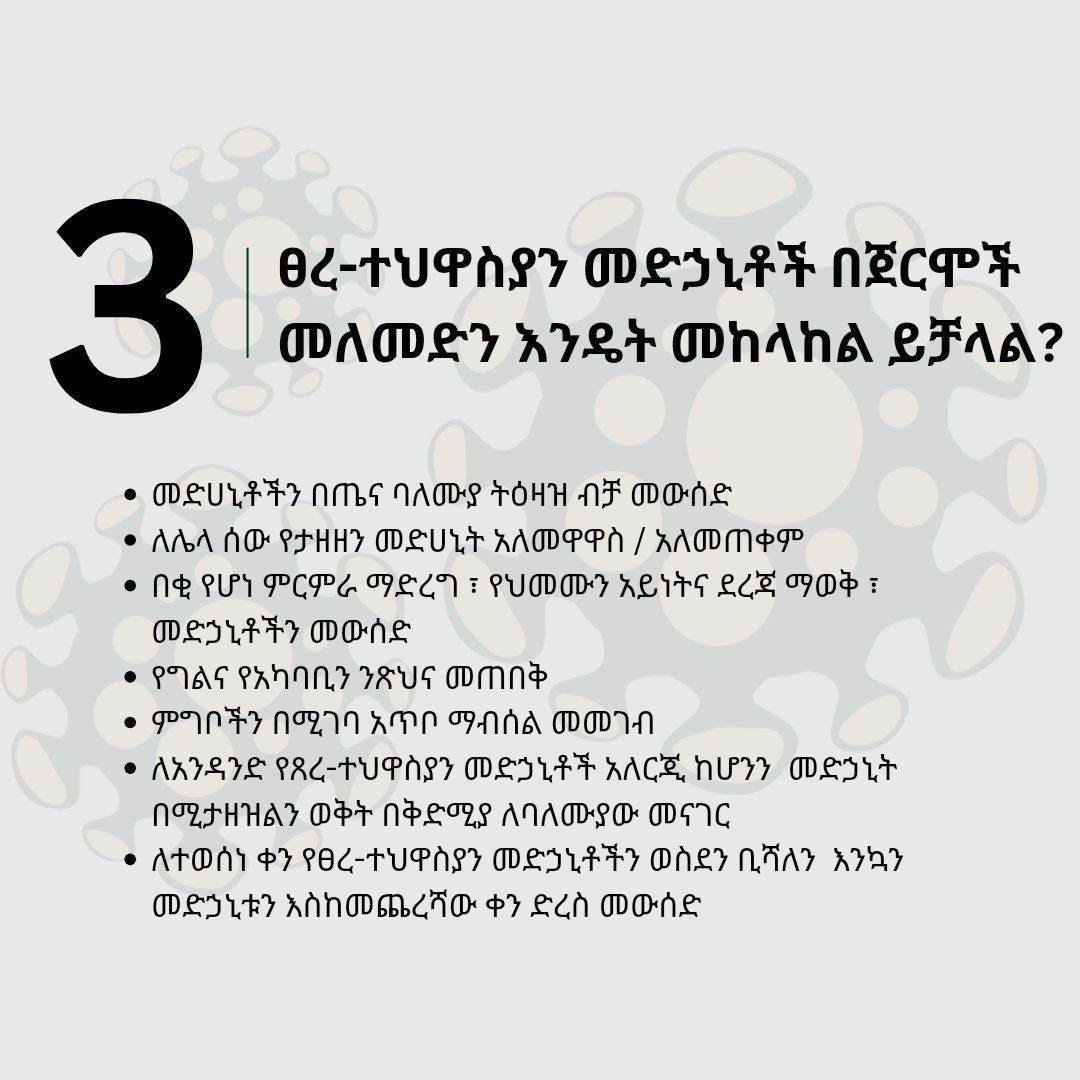 3
ፀረ-ተህዋስያን መድኃኒቶች በጀርሞች
መለመድን እንዴት መከላከል ይቻላል?
• መድሀኒቶችን በጤና ባለሙያ ትዕዛዝ ብቻ መውሰድ
• ለሌላ ሰው የታዘዘን መድሀኒት አለመዋዋስ / አለመጠቀም
• በቂ የሆነ ምርምራ ማድረግ ፣ የህመሙን አይነትና ደረጃ ማወቅ ፣
መድኃኒቶችን መውሰድ
• የግልና የአካባቢን ንጽህና መጠበቅ
• ምግቦችን በሚገባ አጥቦ ማብሰል መመገብ
• ለአንዳንድ የጸረ-ተህዋስያን መድኃኒቶች አለርጂ ከሆንን መድኃኒት
በሚታዘዝልን ወቅት በቅድሚያ ለባለሙያው መናገር
• ለተወሰነ ቀን የፀረ-ተህዋስያን መድኃኒቶችን ወስደን ቢሻለን እንኳን
መድኃኒቱን እስከመጨረሻው ቀን ድረስ መውሰድ